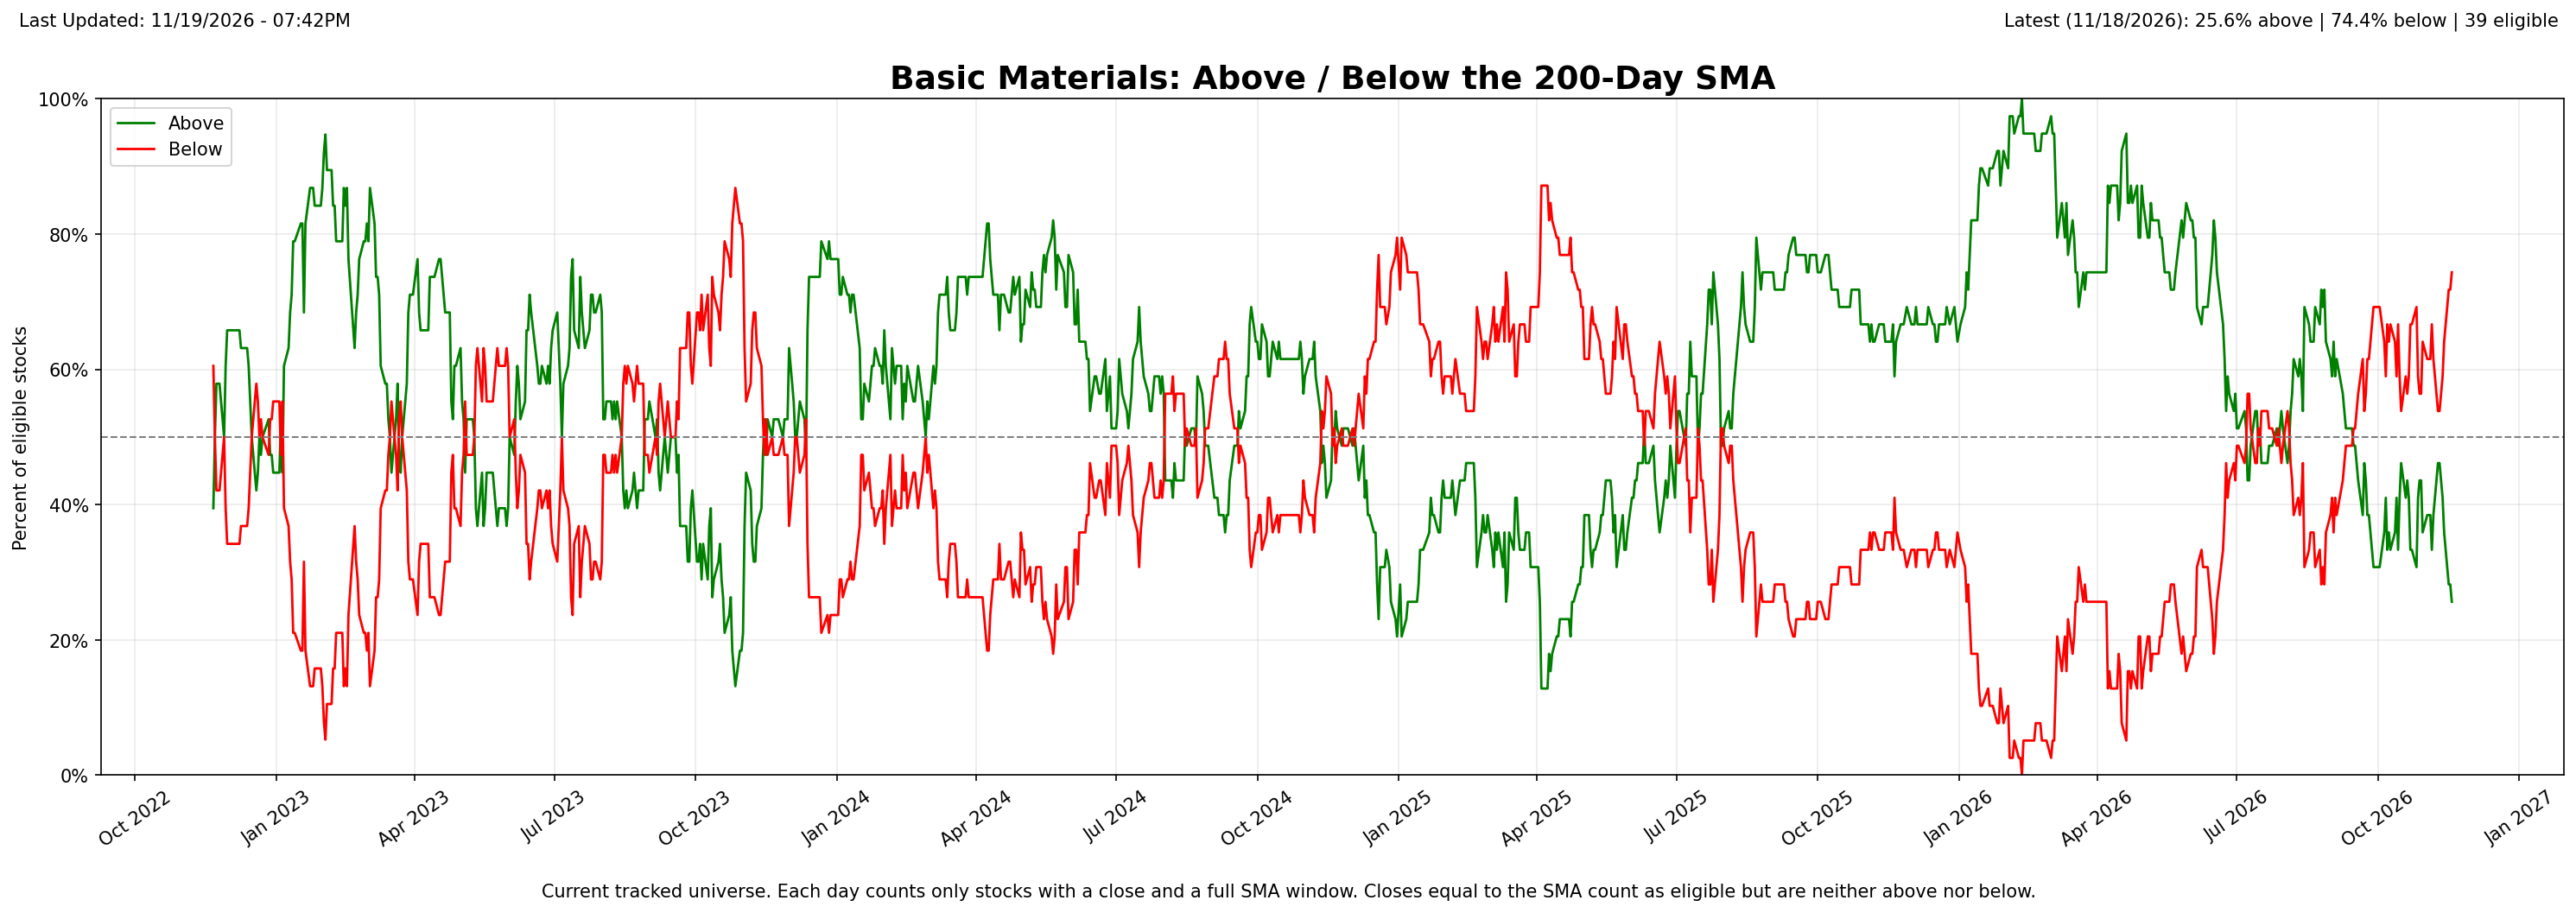 Last Updated: 11/19/2026 - 07:42PM
Latest (11/18/2026): 25.6% above | 74.4% below | 39 eligible
Basic Materials: Above / Below the 200-Day SMA
Above
Below
Percent of eligible stocks
100%
80%
60%
40%
20%
0%
Oct 2022
Jan 2023
Apr 2023
Jul 2023
Oct 2023
Jan 2024
Apr 2024
Jul 2024
Oct 2024
Jan 2025
Apr 2025
Jul 2025
Oct 2025
Jan 2026
Apr 2026
Jul 2026
Oct 2026
Jan 2027
Current tracked universe. Each day counts only stocks with a close and a full SMA window. Closes equal to the SMA count as eligible but are neither above nor below.